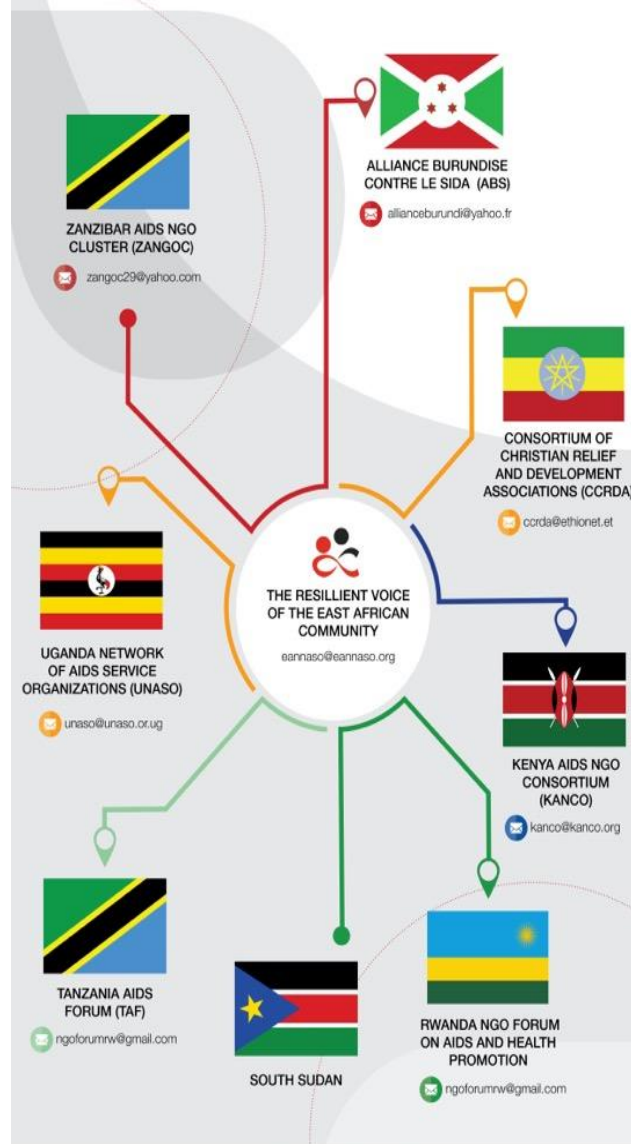 ALLIANCE BURUNDISE
CONTRE LE SIDA (ABS)
allianceburundi@yahoo.fr
ZANZIBAR AIDS NGO
CLUSTER (ZANGOC)
zangoc29@yahoo.com
CONSORTIUM OF
CHRISTIAN RELIEF
AND DEVELOPMENT
ASSOCIATIONS (CCRDA)
ccrda@ethionet.et
THE RESILLIENT VOICE
OF THE EAST AFRICAN
COMMUNITY
eannaso@eannaso.org
UGANDA NETWORK
OF AIDS SERVICE
ORGANIZATIONS (UNASO)
unaso@unaso.or.ug
KENYA AIDS NGO
CONSORTIUM
(KANCO)
kanco@kanco.org
TANZANIA AIDS
FORUM (TAF)
ngoforumrw@gmail.com
SOUTH SUDAN
RWANDA NGO FORUM
ON AIDS AND HEALTH
PROMOTION
ngoforumrw@gmail.com